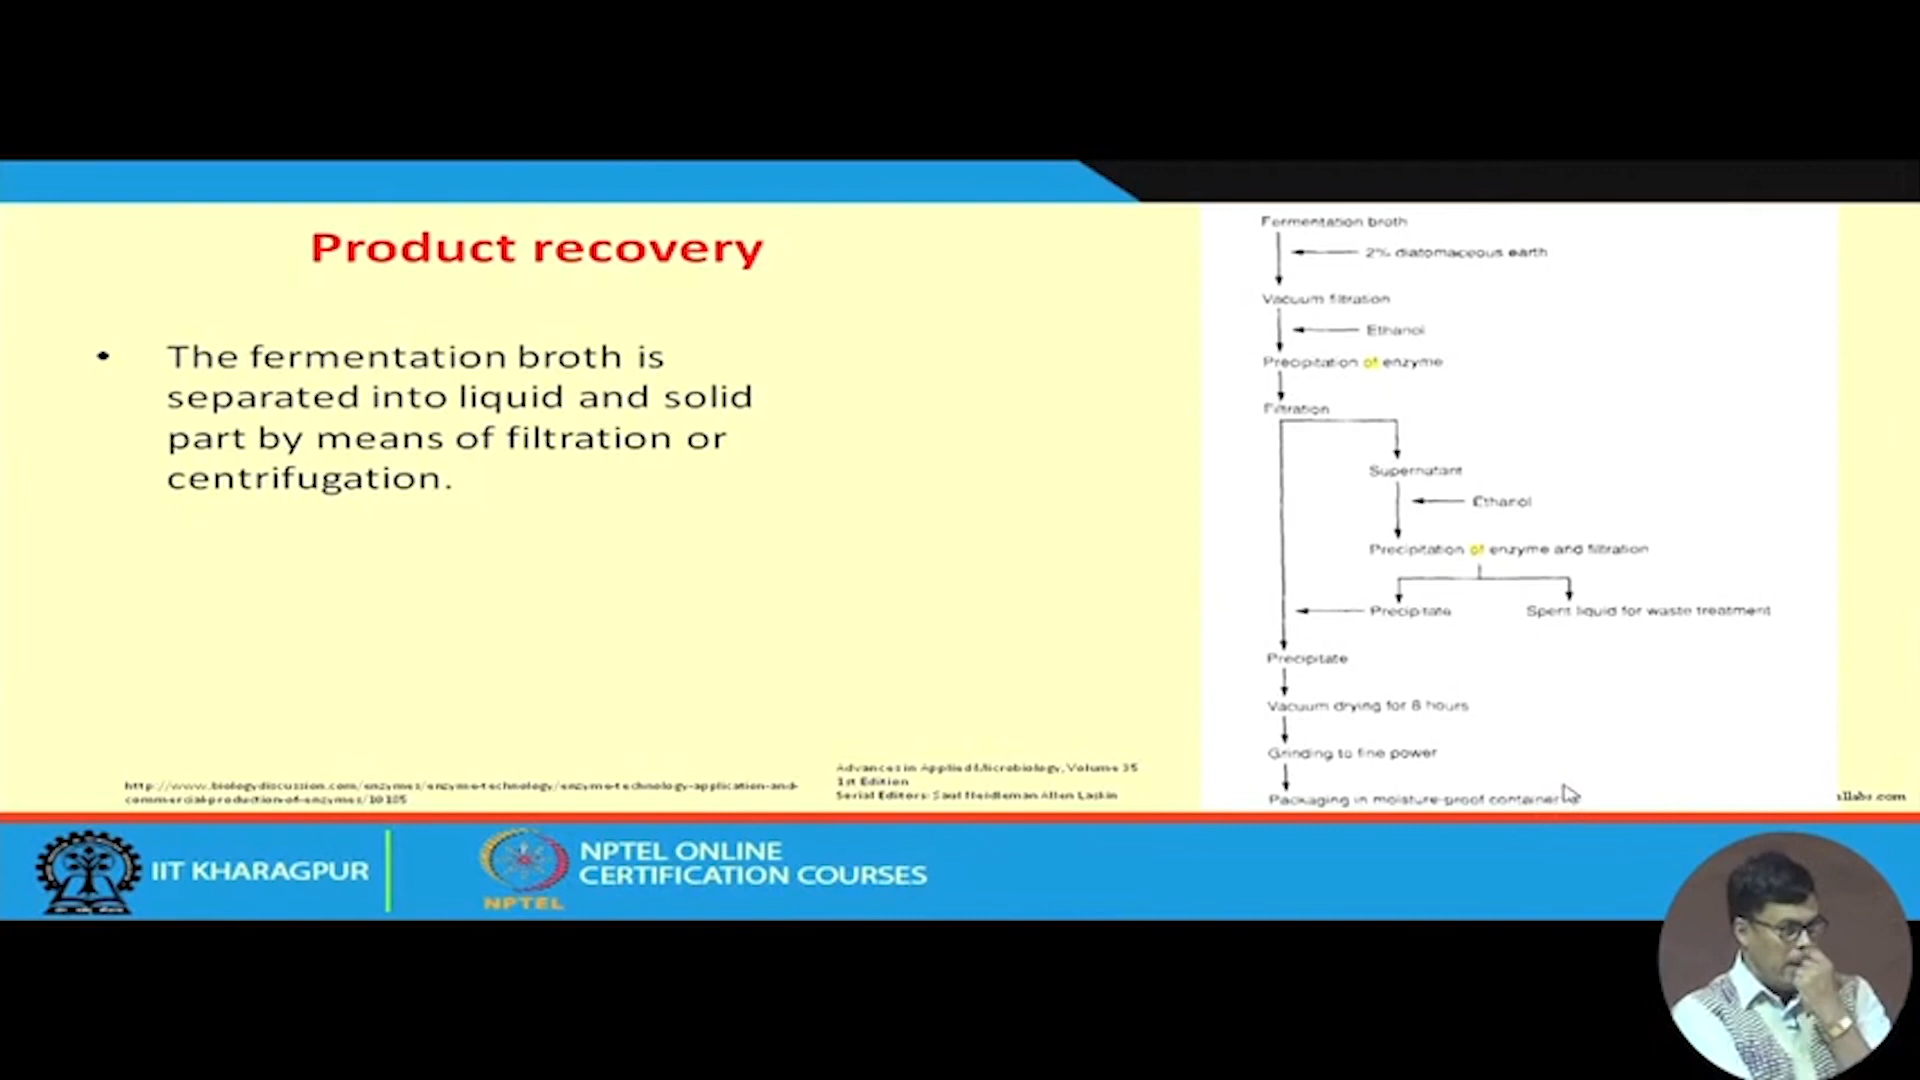 Product recovery
• The fermentation broth is
separated into liquid and solid
part by means of filtration or
centrifugation.
http://www.biologydiscussion.com/enzymes/enzyme-technology/enzyme-technology-application-and-
commercial-production-of-enzymes/10185
Advances in Applied Microbiology, Volume 35
1st Edition
Serial Editors: Saul Neidleman Allen Laskin
Fermentation broth
2% diatomaceous earth
Vacuum filtration
Ethanol
Precipitation of enzyme
Filtration
Supernatant
Ethanol
Precipitation of enzyme and filtration
Precipitate
Spent liquid for waste treatment
Precipitate
Vacuum drying for 8 hours
Grinding to fine power
Packaging in moisture-proof container
llabs.com
IIT KHARAGPUR
NPTEL
NPTEL ONLINE
CERTIFICATION COURSES